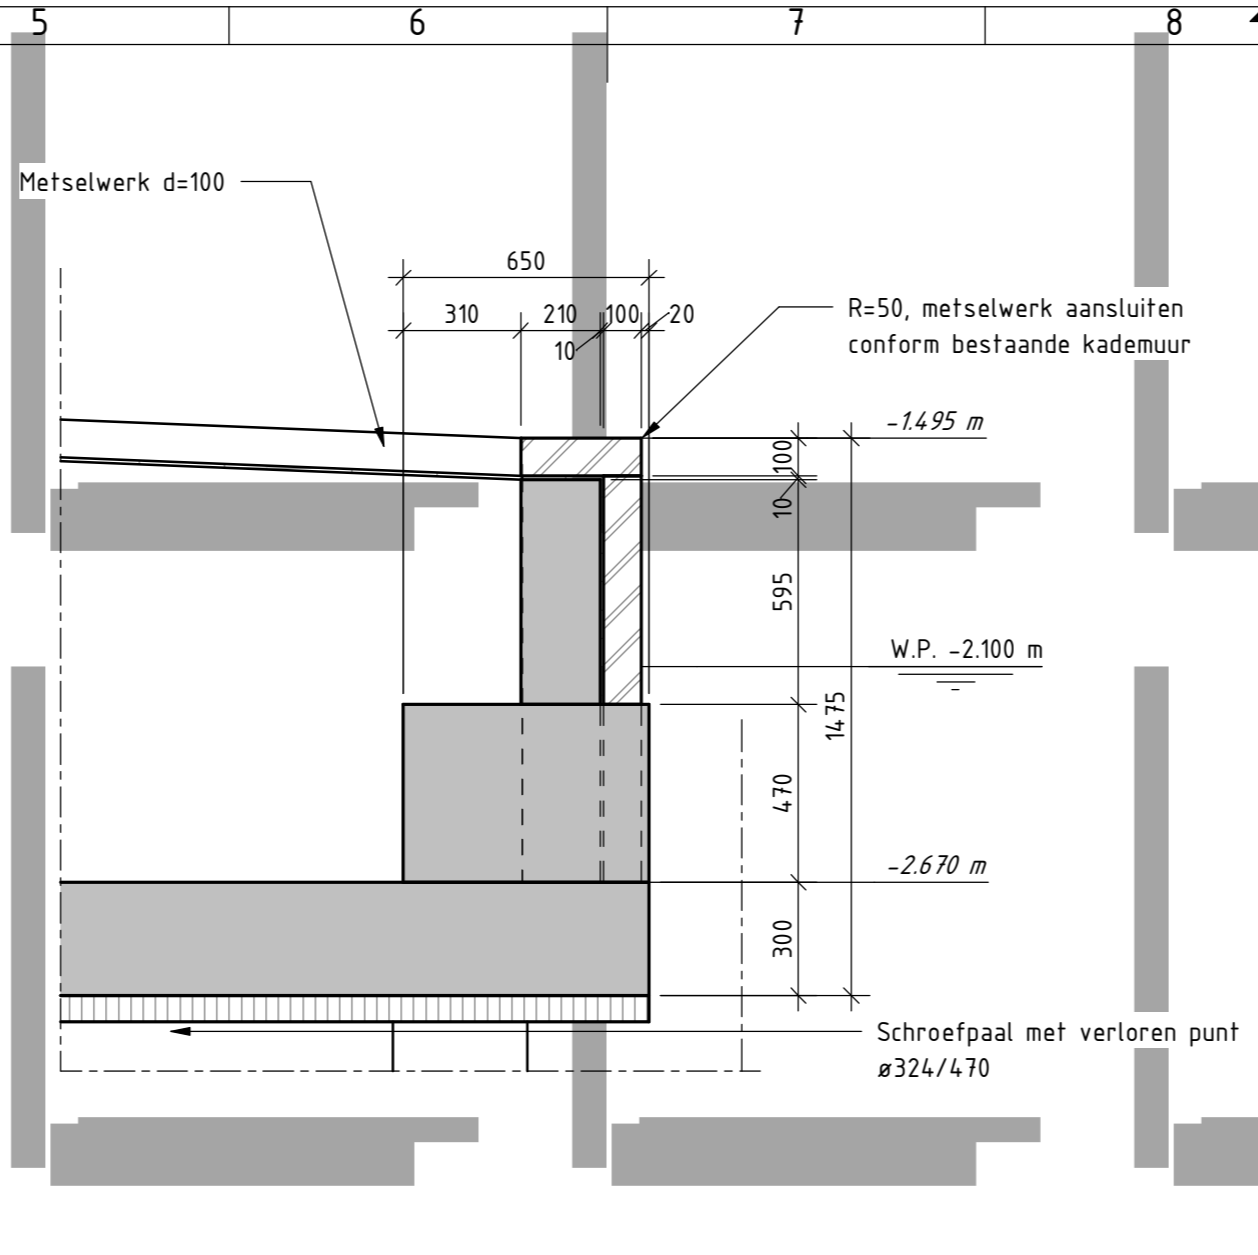 5 6 7 8
Metselwerk d=100
650
310 210 100 20
10
R=50, metselwerk aansluiten
conform bestaande kademuur
-1.495 m
100
10
595
W.P. -2.100 m
1475
470
-2.670 m
300
Schroefpaal met verloren punt
ø324/470